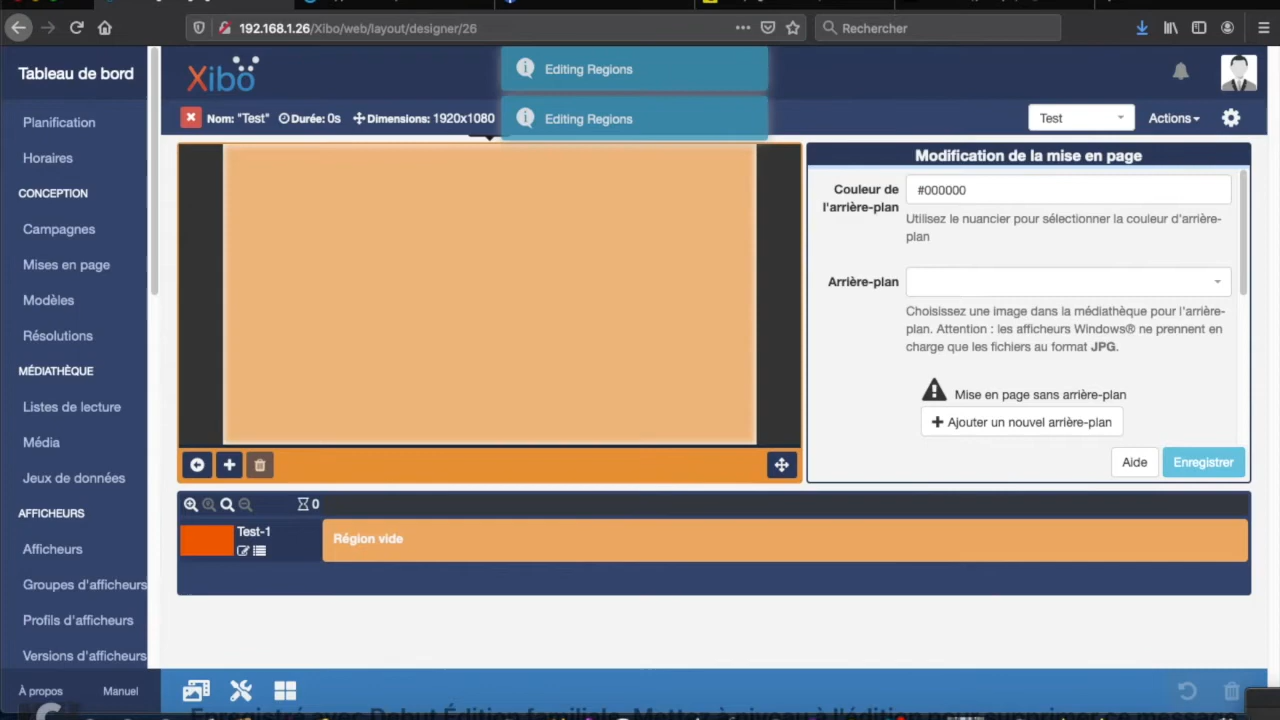 192.168.1.26/Xibo/web/layout/designer/26
Rechercher
Tableau de bord
Xibo
Editing Regions
Editing Regions
Nom: "Test" Durée: 0s Dimensions: 1920x1080
Test
Actions
Planification
Horaires
CONCEPTION
Campagnes
Mises en page
Modèles
Résolutions
MÉDIATHÈQUE
Listes de lecture
Média
Jeux de données
AFFICHEURS
Afficheurs
Groupes d'afficheurs
Profils d'afficheurs
Versions d'afficheurs
À propos
Manuel
Modification de la mise en page
Couleur de
l'arrière-plan
#000000
Utilisez le nuancier pour sélectionner la couleur d'arrière-
plan
Arrière-plan
Choisissez une image dans la médiathèque pour l'arrière-
plan. Attention : les afficheurs Windows® ne prennent en
charge que les fichiers au format JPG.
Mise en page sans arrière-plan
Ajouter un nouvel arrière-plan
Aide
Enregistrer
0
Test-1
Région vide